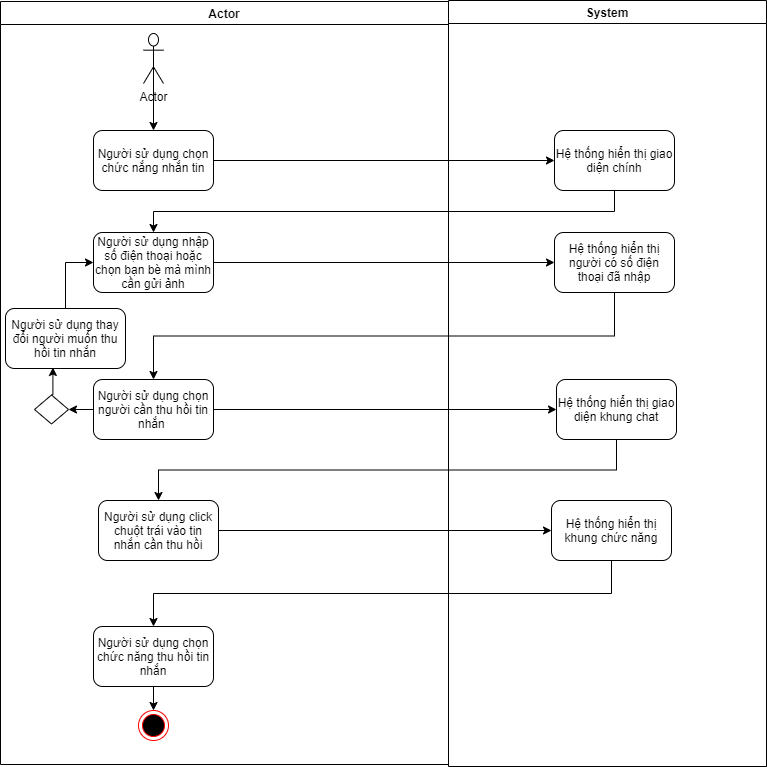 Actor
System
Actor
Người sử dụng chọn
chức nắng nhắn tin
Hệ thống hiển thị giao
diện chính
Người sử dụng nhập
số điện thoại hoặc
chọn bạn bè mà mình
cần gửi ảnh
Hệ thống hiển thị
người có số điện
thoại đã nhập
Người sử dụng thay
đổi người muốn thu
hồi tin nhắn
Người sử dụng chọn
người cần thu hồi tin
nhắn
Hệ thống hiển thị giao
diện khung chat
Người sử dụng click
chuột trái vào tin
nhắn cần thu hồi
Hệ thống hiển thị
khung chức năng
Người sử dụng chọn
chức năng thu hồi tin
nhắn